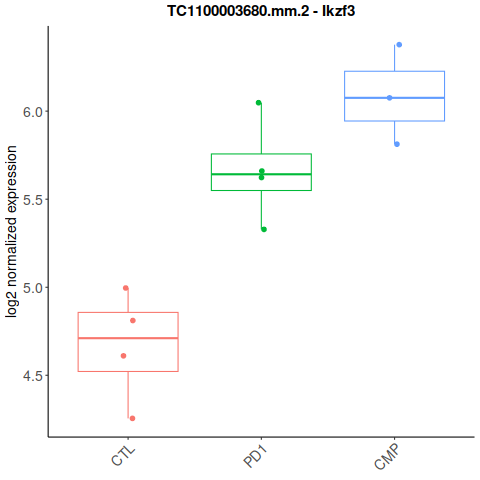 TC1100003680.mm.2 - Ikzf3
log2 normalized expression
6.0
5.5
5.0
4.5
CTL
PD1
CMP